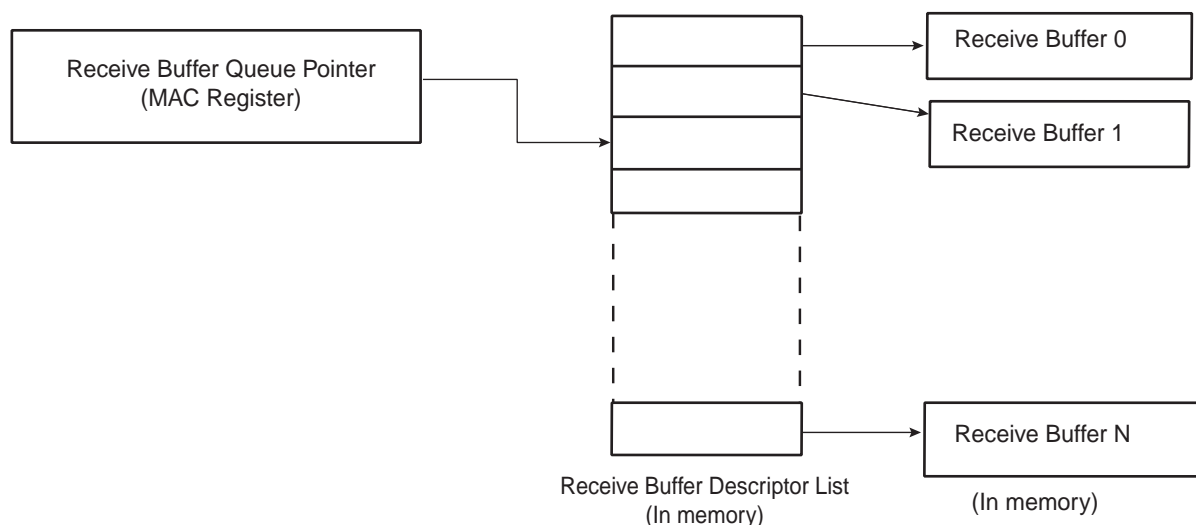 Receive Buffer Queue Pointer
(MAC Register)
Receive Buffer 0
Receive Buffer 1
Receive Buffer N
Receive Buffer Descriptor List
(In memory)
(In memory)